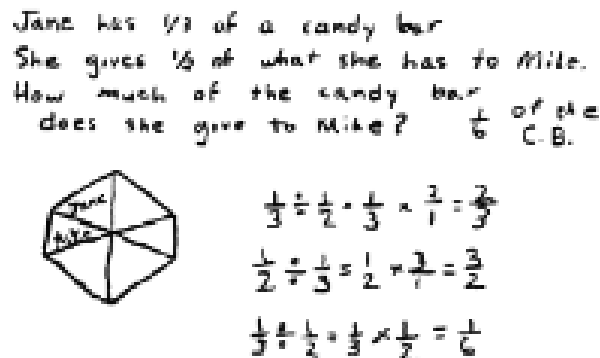 Jane has 1/3 of a candy bar
She gives of what she has to Mike.
How much of the candy bar
does she give to Mike? 1/6 of the C.B.
Jane
Mike
1/3 ÷ 1/2 = 1/3 × 2/1 = 2/3
1/2 ÷ 1/3 = 1/2 × 3/1 = 3/2
1/3 ÷ 1/2 = 1/3 × 1/2 = 1/6